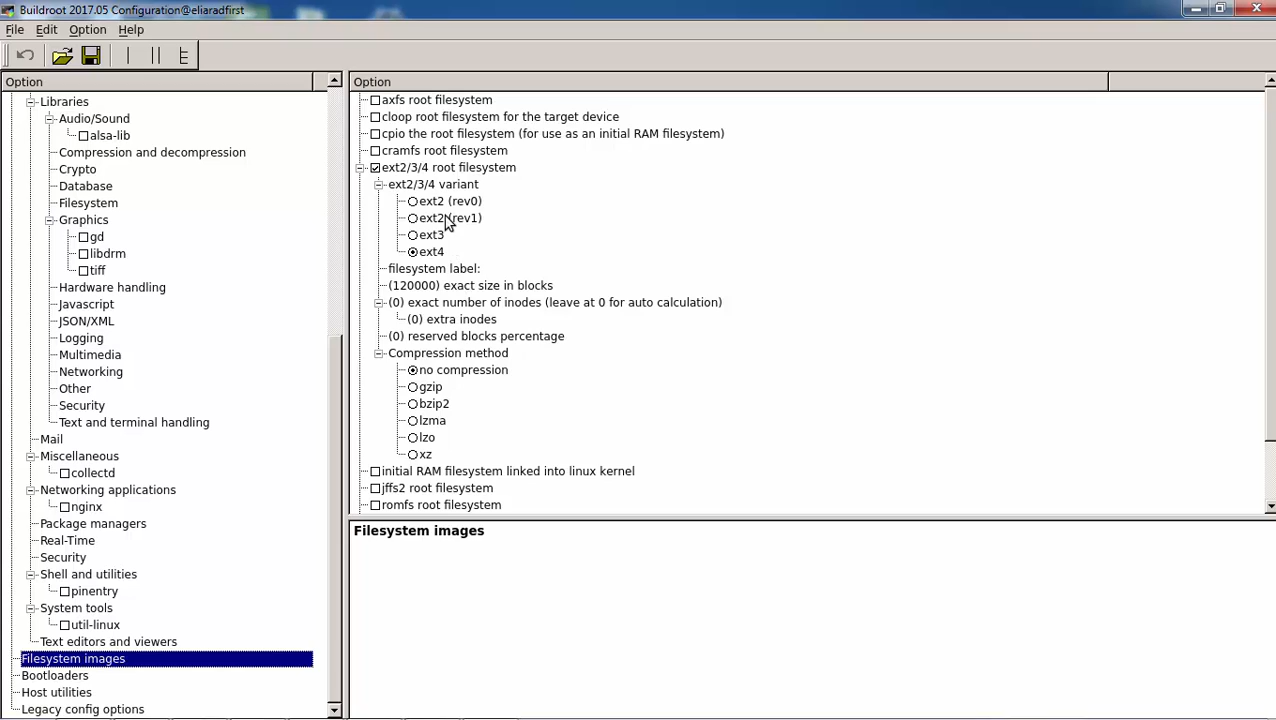 Buildroot 2017.05 Configuration@eliaradfirst
File Edit Option Help
Option
Libraries
Audio/Sound
alsa-lib
Compression and decompression
Crypto
Database
Filesystem
Graphics
gd
libdrm
tiff
Hardware handling
Javascript
JSON/XML
Logging
Multimedia
Networking
Other
Security
Text and terminal handling
Mail
Miscellaneous
collectd
Networking applications
nginx
Package managers
Real-Time
Security
Shell and utilities
pinentry
System tools
util-linux
Text editors and viewers
Filesystem images
Bootloaders
Host utilities
Legacy config options
Option
axfs root filesystem
cloop root filesystem for the target device
cpio the root filesystem (for use as an initial RAM filesystem)
cramfs root filesystem
ext2/3/4 root filesystem
ext2/3/4 variant
ext2 (rev0)
ext2 (rev1)
ext3
ext4
filesystem label:
(120000) exact size in blocks
(0) exact number of inodes (leave at 0 for auto calculation)
(0) extra inodes
(0) reserved blocks percentage
Compression method
no compression
gzip
bzip2
lzma
lzo
xz
initial RAM filesystem linked into linux kernel
jffs2 root filesystem
romfs root filesystem
Filesystem images